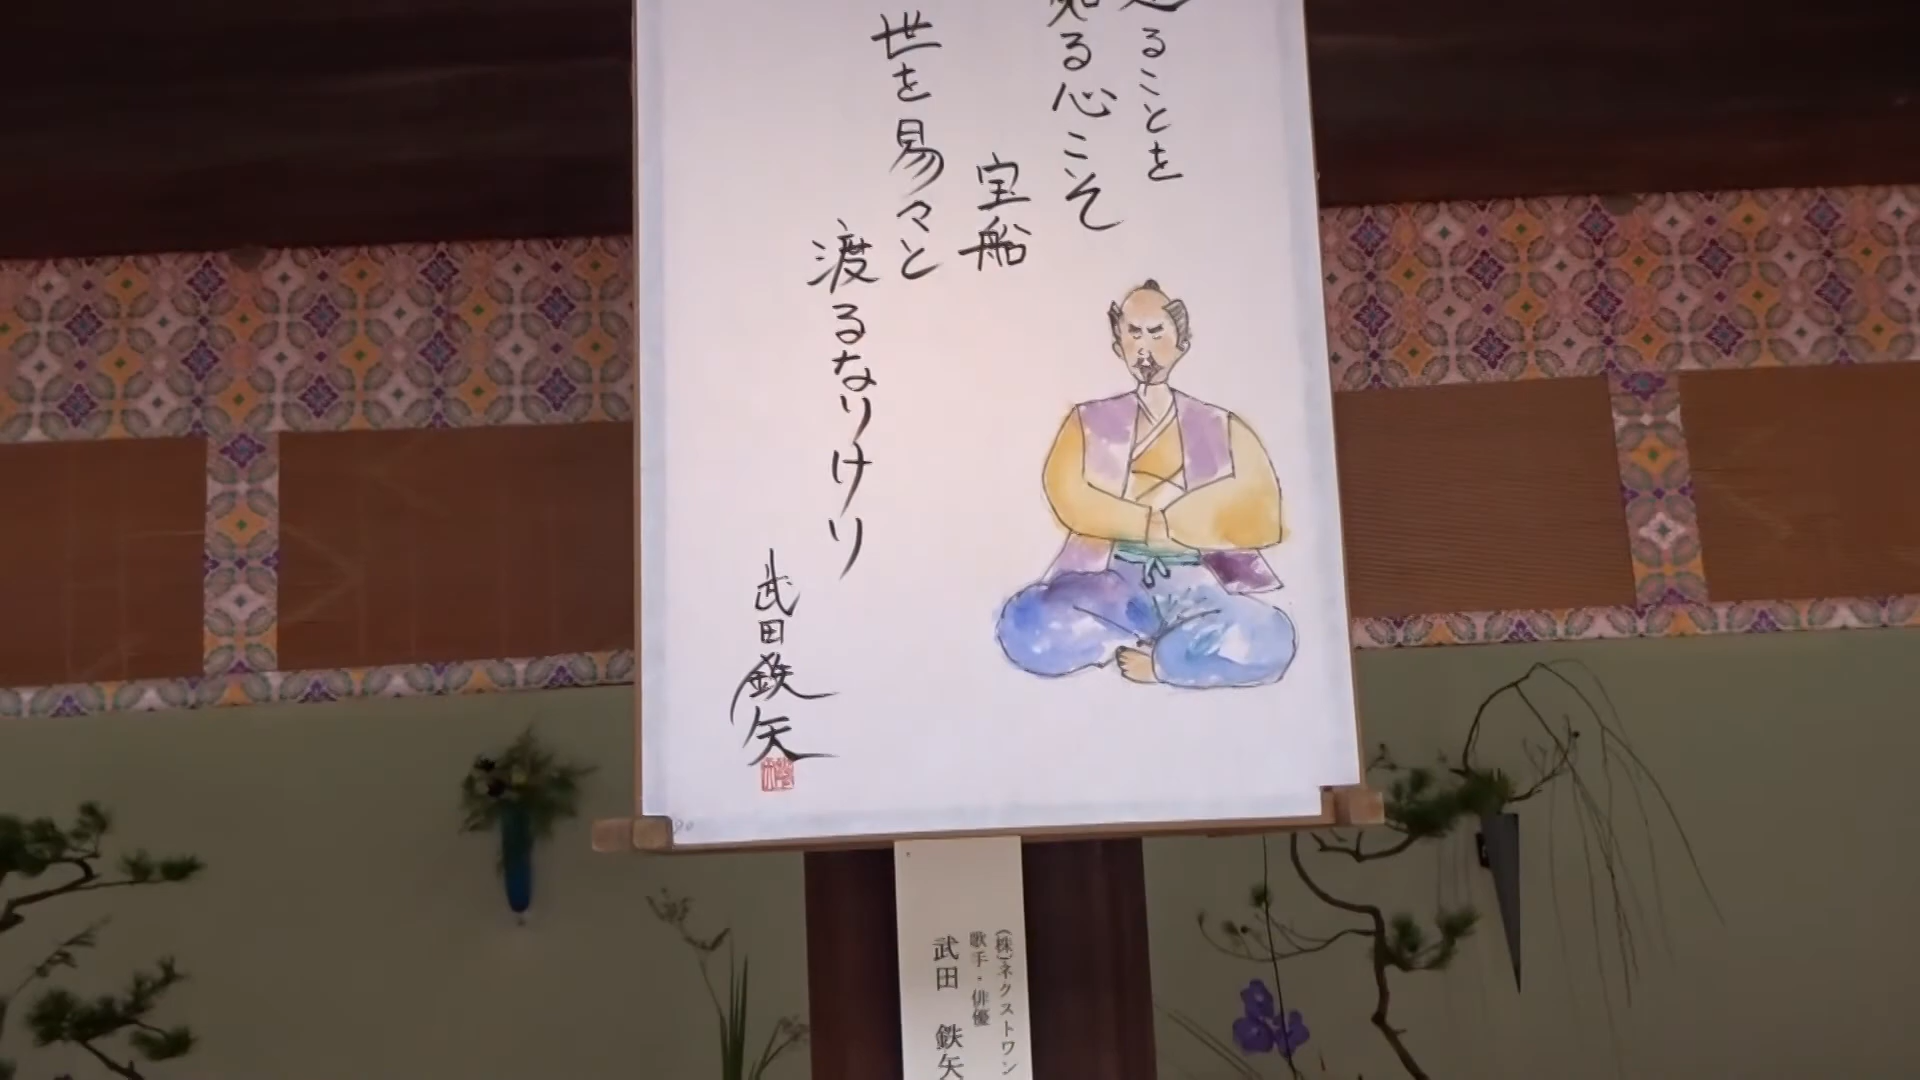 ることを
る心こそ
宝船
世を易々と
渡るなりけり
武田鉄矢
(株)ネクストワン
歌手・俳優
武田 鉄矢